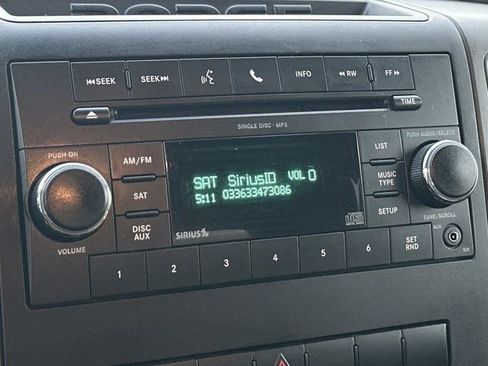 DODGE
SEEK
SEEK
INFO
RW
FF
TIME
SINGLE DISC · MP3
PUSH ON
VOLUME
AM/FM
SAT
DISC
AUX
SAT SiriusID VOL 0
5:11 033633473086
SIRIUS
LIST
MUSIC
TYPE
SETUP
PUSH AUDIO/SELECT
TUNE/SCROLL
AUX
1
2
3
4
5
6
SET
RND